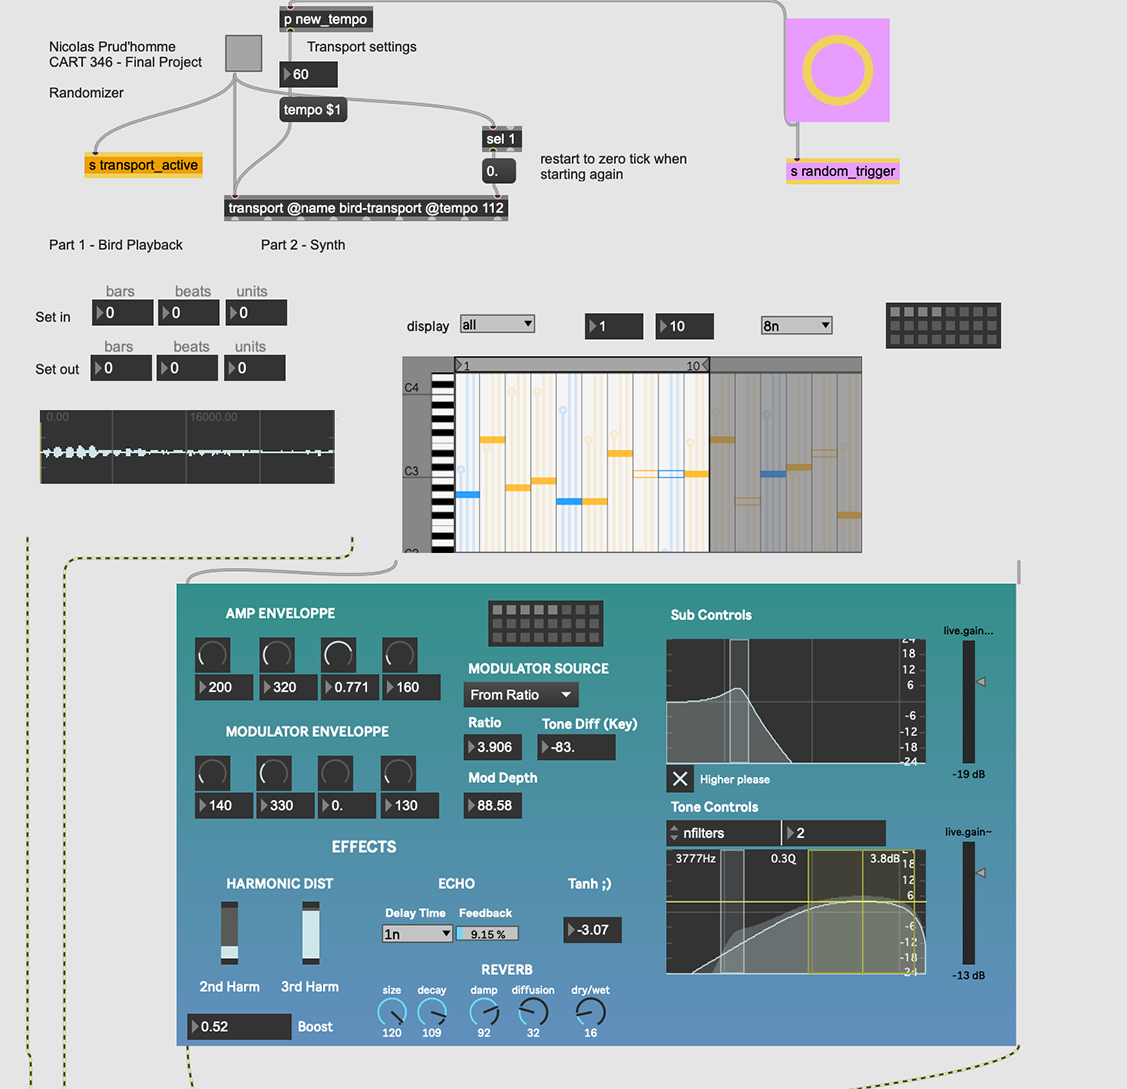 p new_tempo
Nicolas Prud'homme
CART 346 - Final Project
Transport settings
60
Randomizer
tempo $1
sel 1
s transport_active
0.
restart to zero tick when
starting again
s random_trigger
transport @name bird-transport @tempo 112
Part 1 - Bird Playback
Part 2 - Synth
bars beats units
Set in 0 0 0
display all 1 10 8n
bars beats units
Set out 0 0 0
1 10
C4
0.00 16000.00
C3
AMP ENVELOPPE
Sub Controls
live.gain...
24
18
12
6
-6
-12
-18
-24
200 320 0.771 160
MODULATOR SOURCE
From Ratio
MODULATOR ENVELOPPE
Ratio Tone Diff (Key)
3.906 -83.
-19 dB
Mod Depth
Higher please
140 330 0. 130
88.58
Tone Controls
nfilters 2
live.gain~
EFFECTS
3777Hz 0.3Q 3.8dB
18
12
6
-6
-12
-18
-24
HARMONIC DIST
ECHO
Tanh ;)
Delay Time Feedback
1n 9.15 %
-3.07
-13 dB
REVERB
2nd Harm 3rd Harm
size decay damp diffusion dry/wet
0.52 Boost
120 109 92 32 16